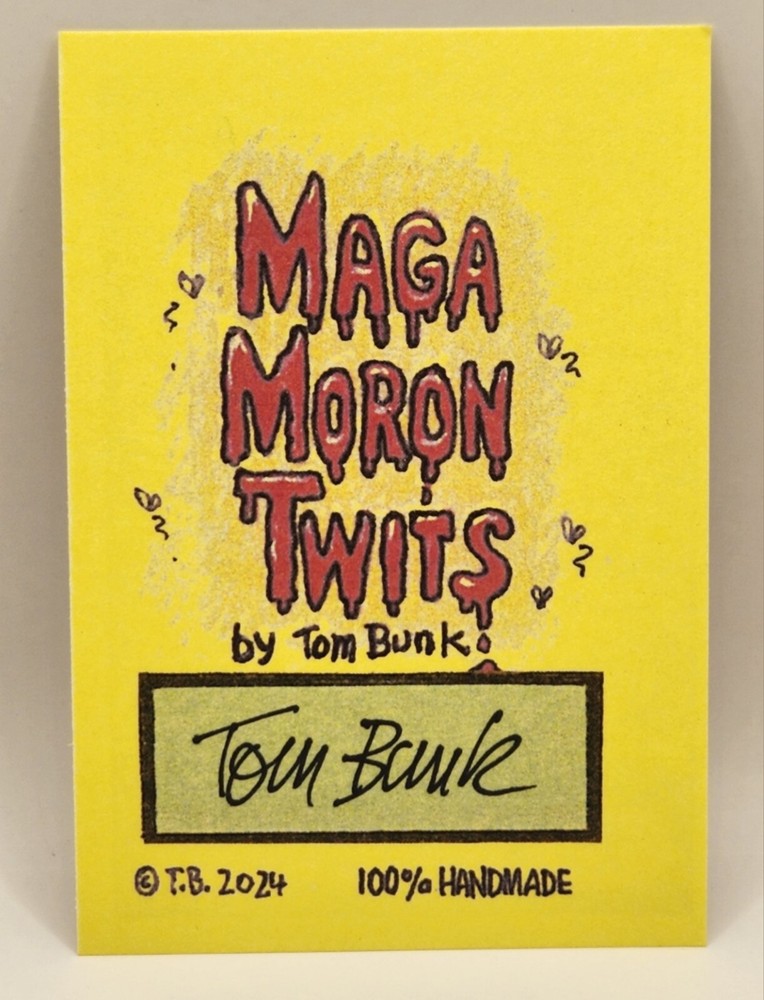 MAGA
MORON
TWITS
by Tom Bunk
Tom Bunk
© T.B. 2024 100% HANDMADE